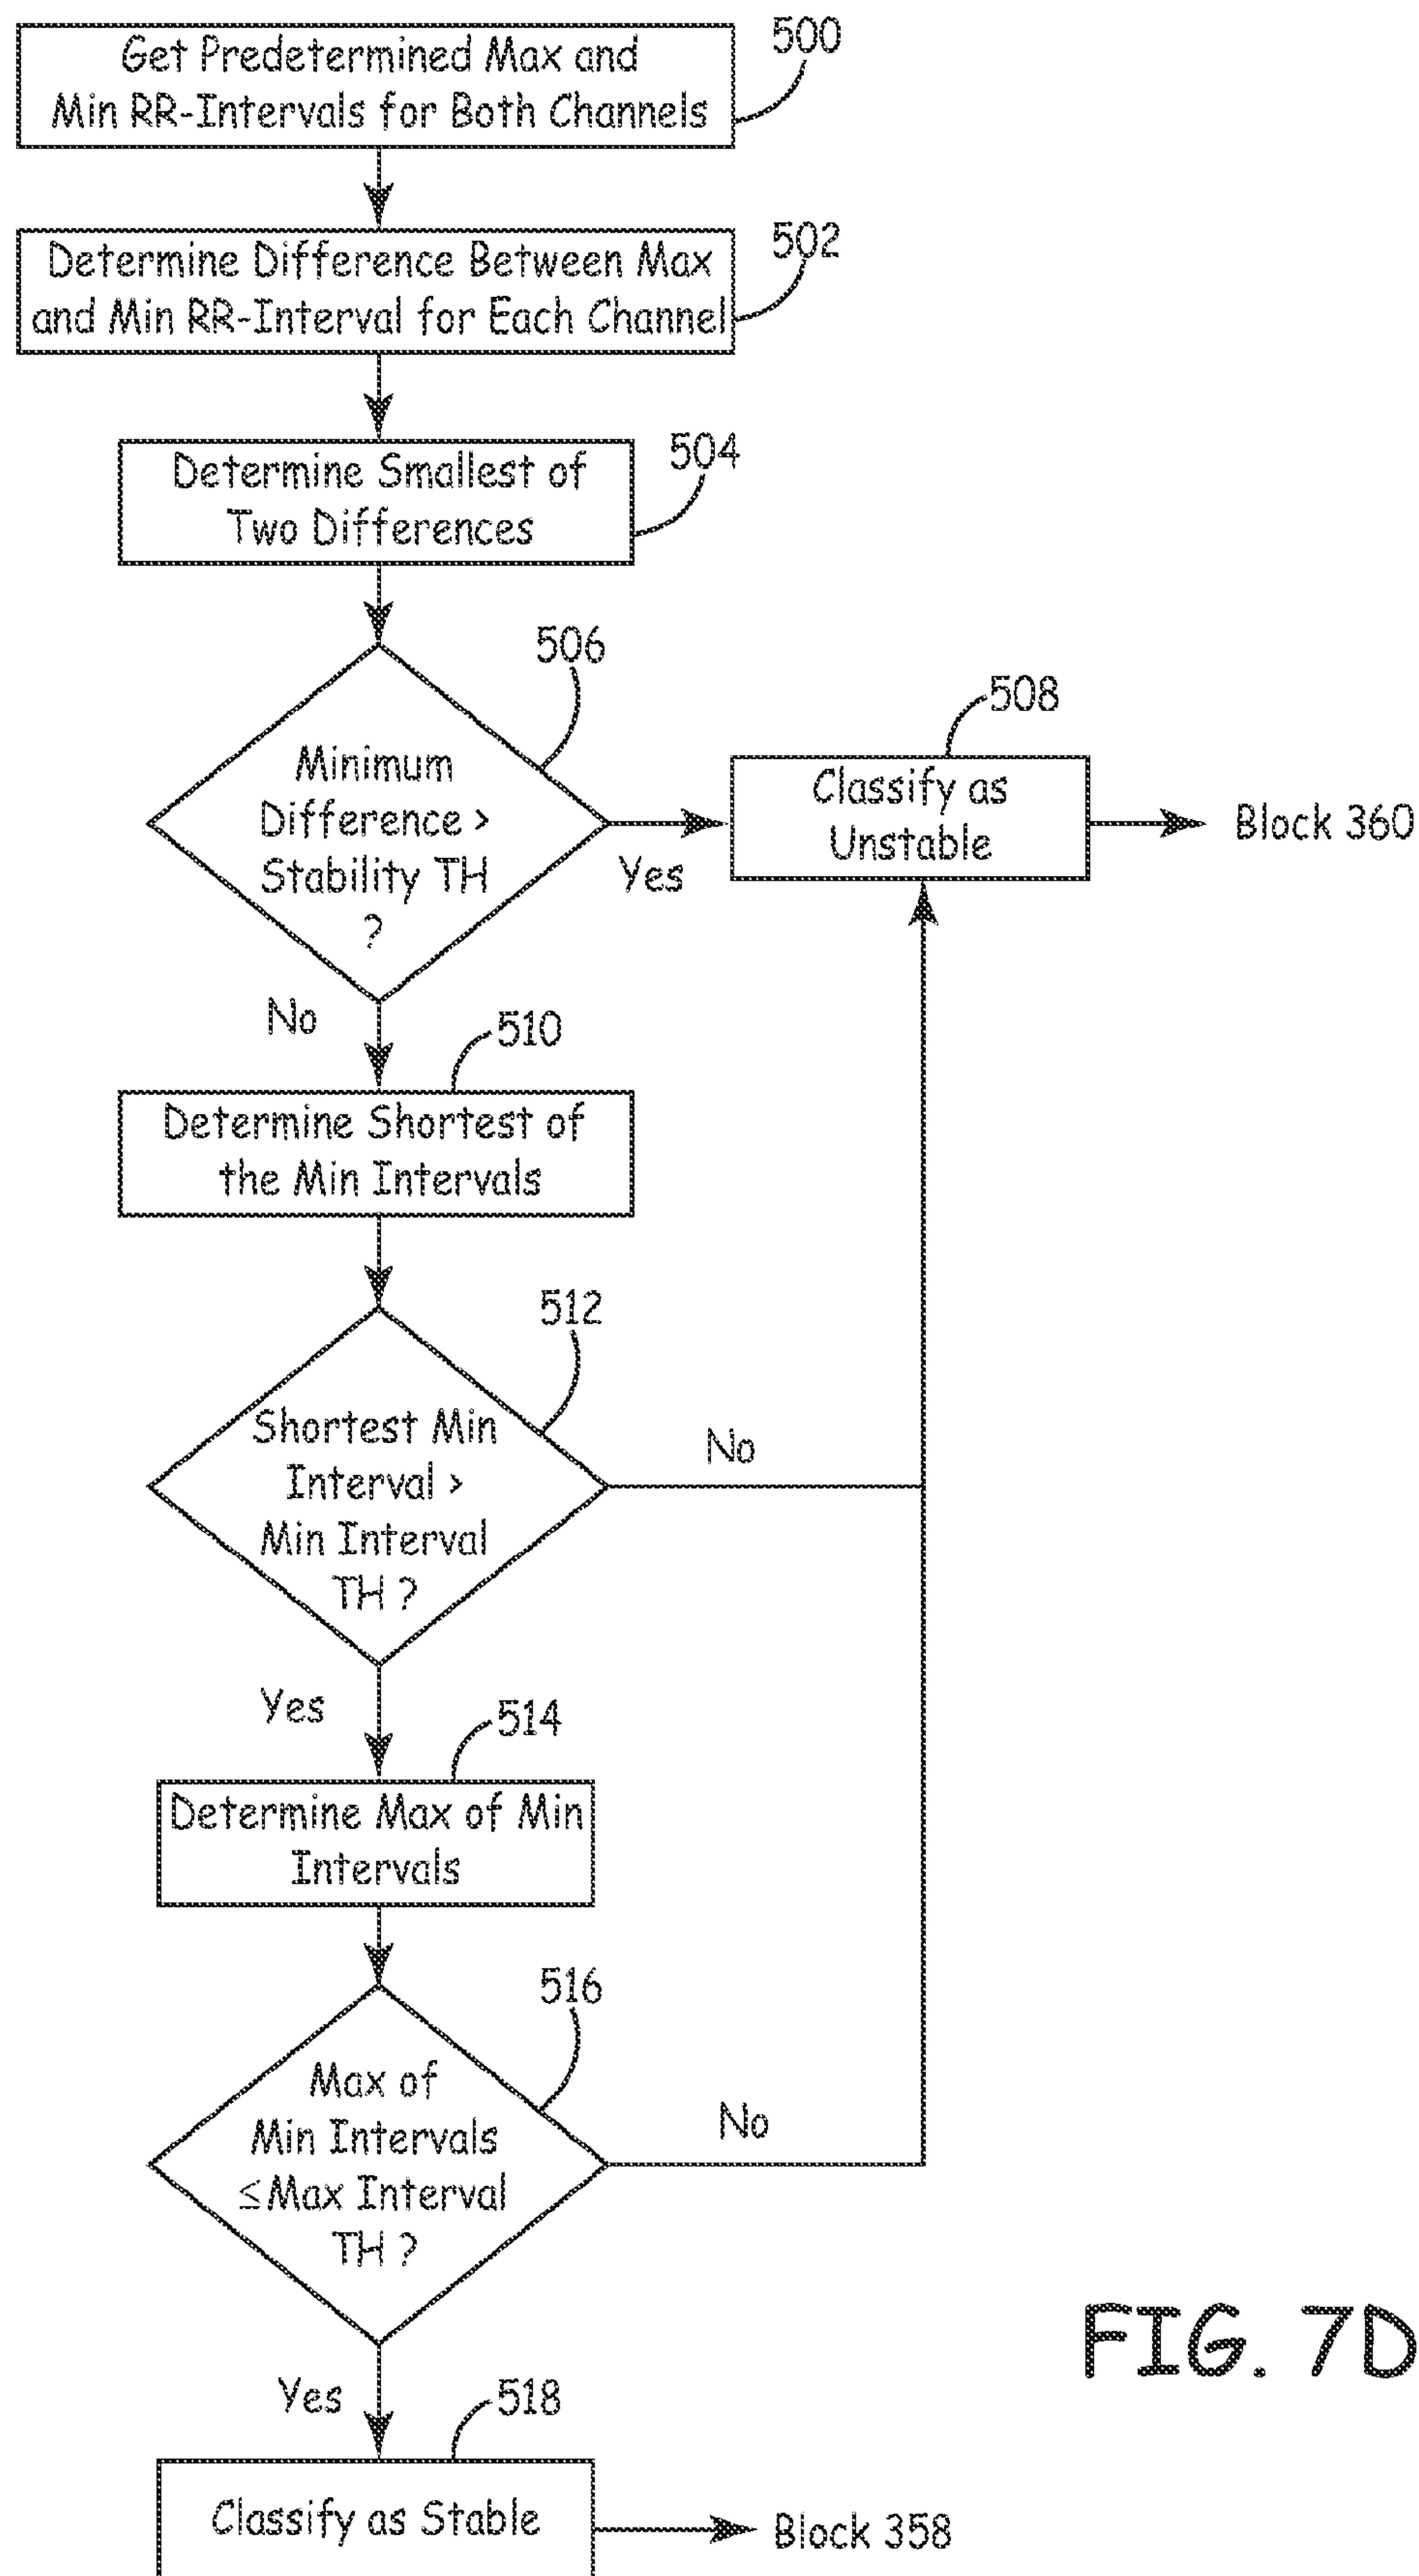 500
Get Predetermined Max and
Min RR-Intervals for Both Channels
502
Determine Difference Between Max
and Min RR-Interval for Each Channel
504
Determine Smallest of
Two Differences
506
Minimum
Difference >
Stability TH
?
Yes
508
Classify as
Unstable
Block 360
No
510
Determine Shortest of
the Min Intervals
512
Shortest Min
Interval >
Min Interval
TH ?
No
Yes
514
Determine Max of Min
Intervals
516
Max of
Min Intervals
≤Max Interval
TH ?
No
Yes
518
Classify as Stable
Block 358
FIG. 7D